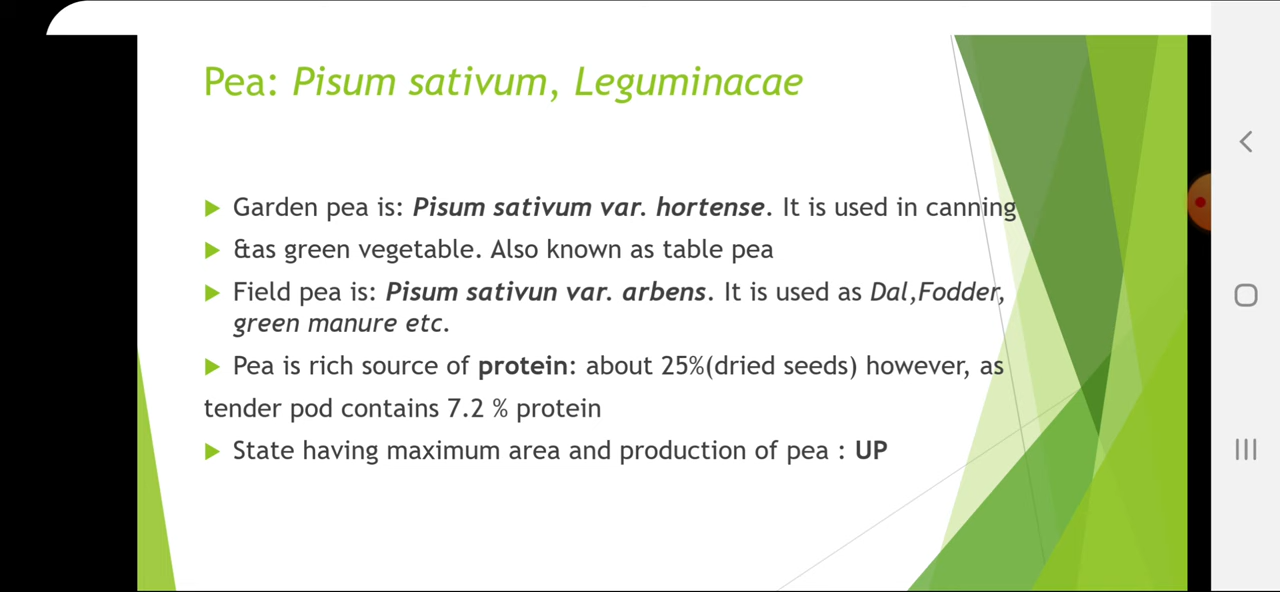 Pea: Pisum sativum, Leguminacae
Garden pea is: Pisum sativum var. hortense. It is used in canning
&as green vegetable. Also known as table pea
Field pea is: Pisum sativun var. arbens. It is used as Dal,Fodder,
green manure etc.
Pea is rich source of protein: about 25%(dried seeds) however, as
tender pod contains 7.2 % protein
State having maximum area and production of pea : UP